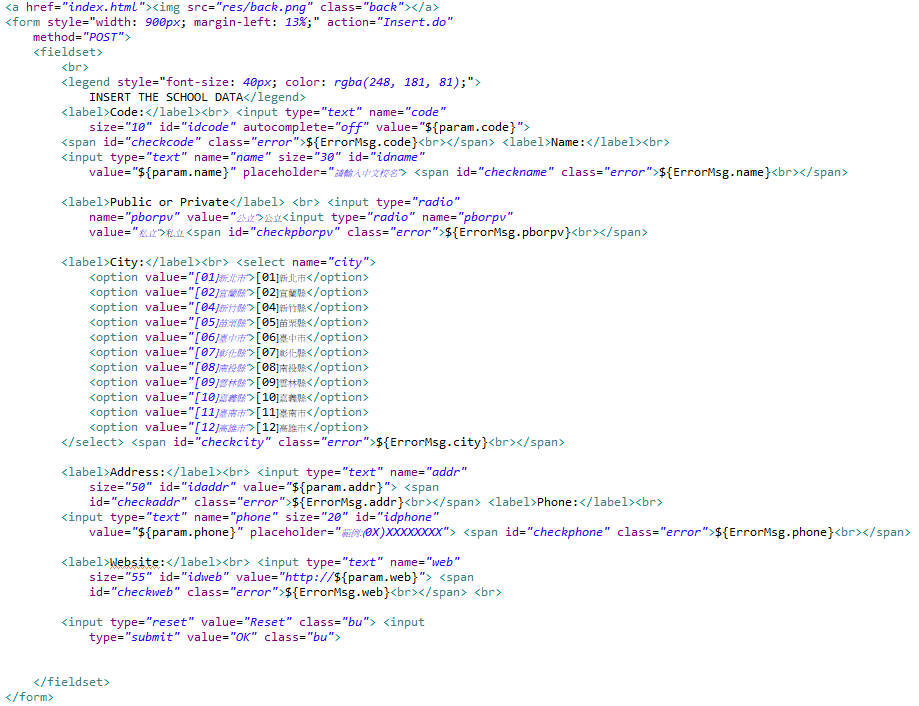 <a href="index.html"><img src="res/back.png" class="back"></a>
<form style="width: 900px; margin-left: 13%;" action="Insert.do"
method="POST">
<fieldset>
<br>
<legend style="font-size: 40px; color: rgba(248, 181, 81);">
INSERT THE SCHOOL DATA</legend>
<label>Code:</label><br> <input type="text" name="code"
size="10" id="idcode" autocomplete="off" value="${param.code}">
<span id="checkcode" class="error">${ErrorMsg.code}<br></span> <label>Name:</label><br>
<input type="text" name="name" size="30" id="idname"
value="${param.name}" placeholder="請輸入中文校名"> <span id="checkname" class="error">${ErrorMsg.name}<br></span>
<label>Public or Private</label> <br> <input type="radio"
name="pborpv" value="公立">公立<input type="radio" name="pborpv"
value="私立">私立<span id="checkpborpv" class="error">${ErrorMsg.pborpv}<br></span>
<label>City:</label><br> <select name="city">
<option value="[01]新北市">[01]新北市</option>
<option value="[02]宜蘭縣">[02]宜蘭縣</option>
<option value="[04]新竹縣">[04]新竹縣</option>
<option value="[05]苗栗縣">[05]苗栗縣</option>
<option value="[06]臺中市">[06]臺中市</option>
<option value="[07]彰化縣">[07]彰化縣</option>
<option value="[08]南投縣">[08]南投縣</option>
<option value="[09]雲林縣">[09]雲林縣</option>
<option value="[10]嘉義縣">[10]嘉義縣</option>
<option value="[11]臺南市">[11]臺南市</option>
<option value="[12]高雄市">[12]高雄市</option>
</select> <span id="checkcity" class="error">${ErrorMsg.city}<br></span>
<label>Address:</label><br> <input type="text" name="addr"
size="50" id="idaddr" value="${param.addr}"> <span
id="checkaddr" class="error">${ErrorMsg.addr}<br></span> <label>Phone:</label><br>
<input type="text" name="phone" size="20" id="idphone"
value="${param.phone}" placeholder="範例:(0X)XXXXXXXX"> <span id="checkphone" class="error">${ErrorMsg.phone}<br></span>
<label>Website:</label><br> <input type="text" name="web"
size="55" id="idweb" value="http://${param.web}"> <span
id="checkweb" class="error">${ErrorMsg.web}<br></span> <br>
<input type="reset" value="Reset" class="bu"> <input
type="submit" value="OK" class="bu">
</fieldset>
</form>